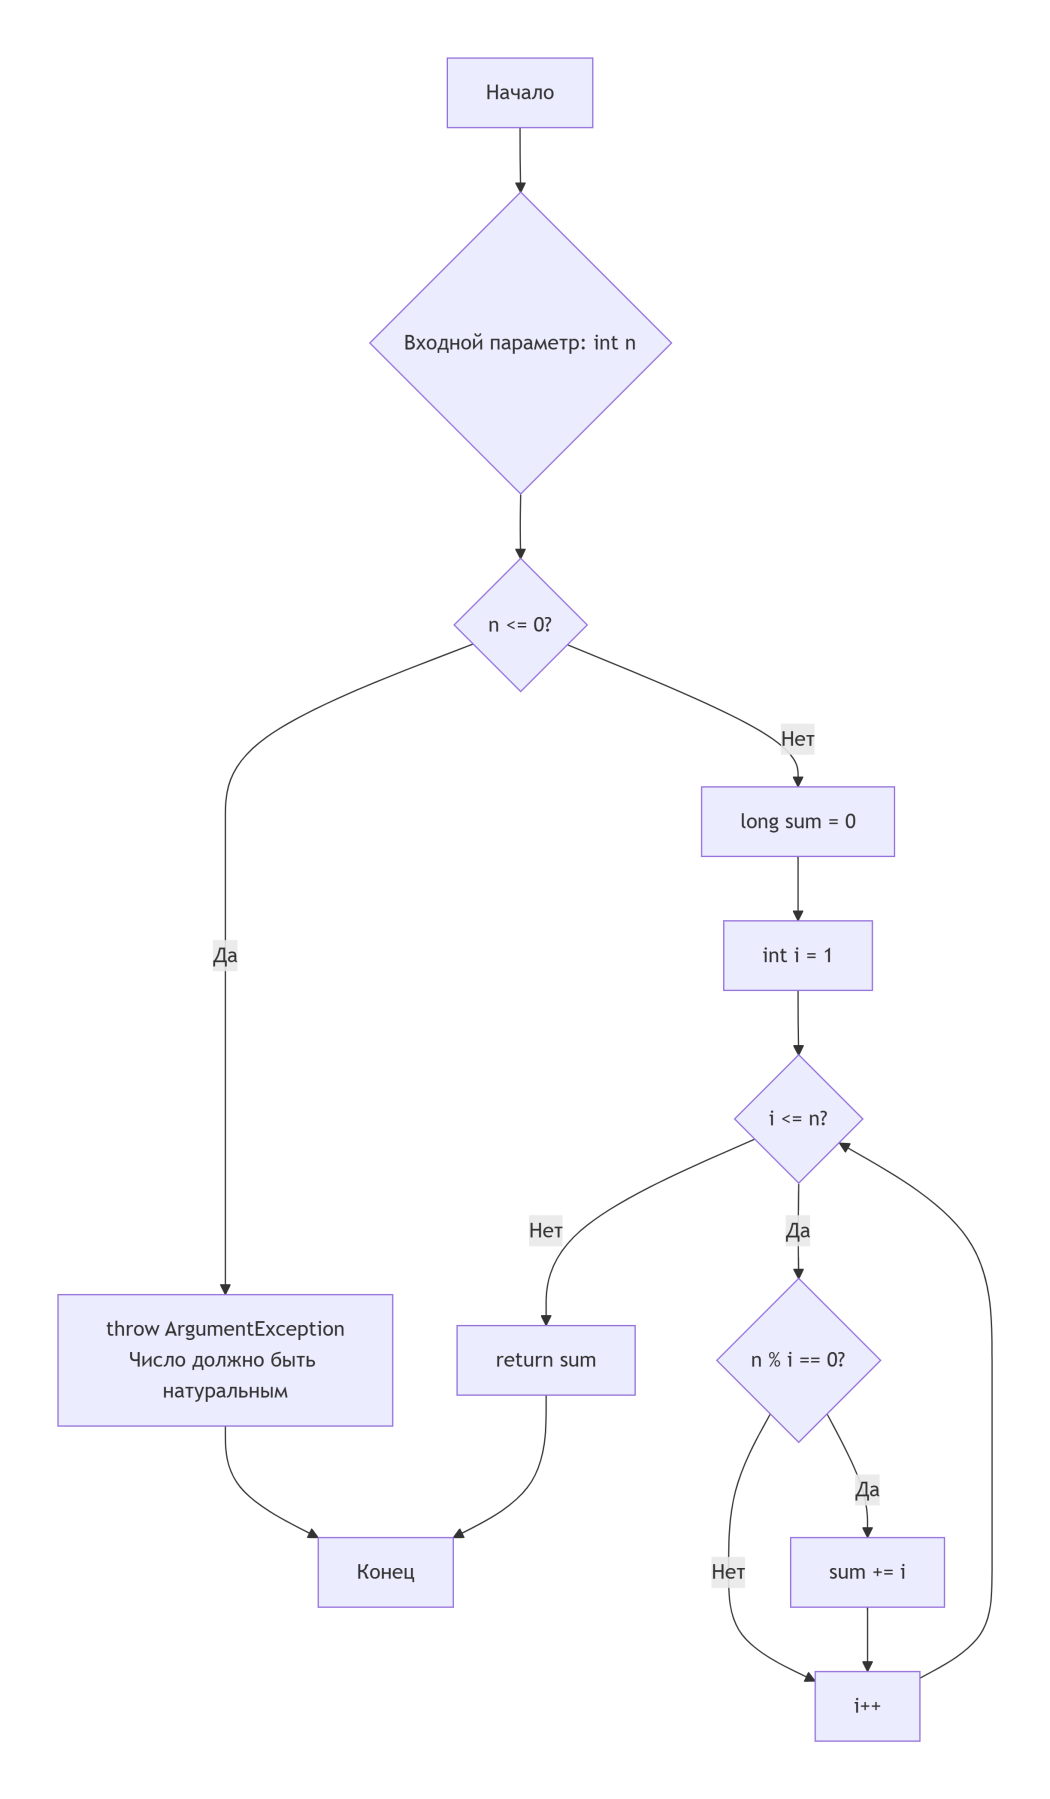 Начало
Входной параметр: int n
n <= 0?
Нет
long sum = 0
Да
int i = 1
i <= n?
Нет
Да
throw ArgumentException
Число должно быть
натуральным
return sum
n % i == 0?
Да
Конец
Нет
sum += i
i++